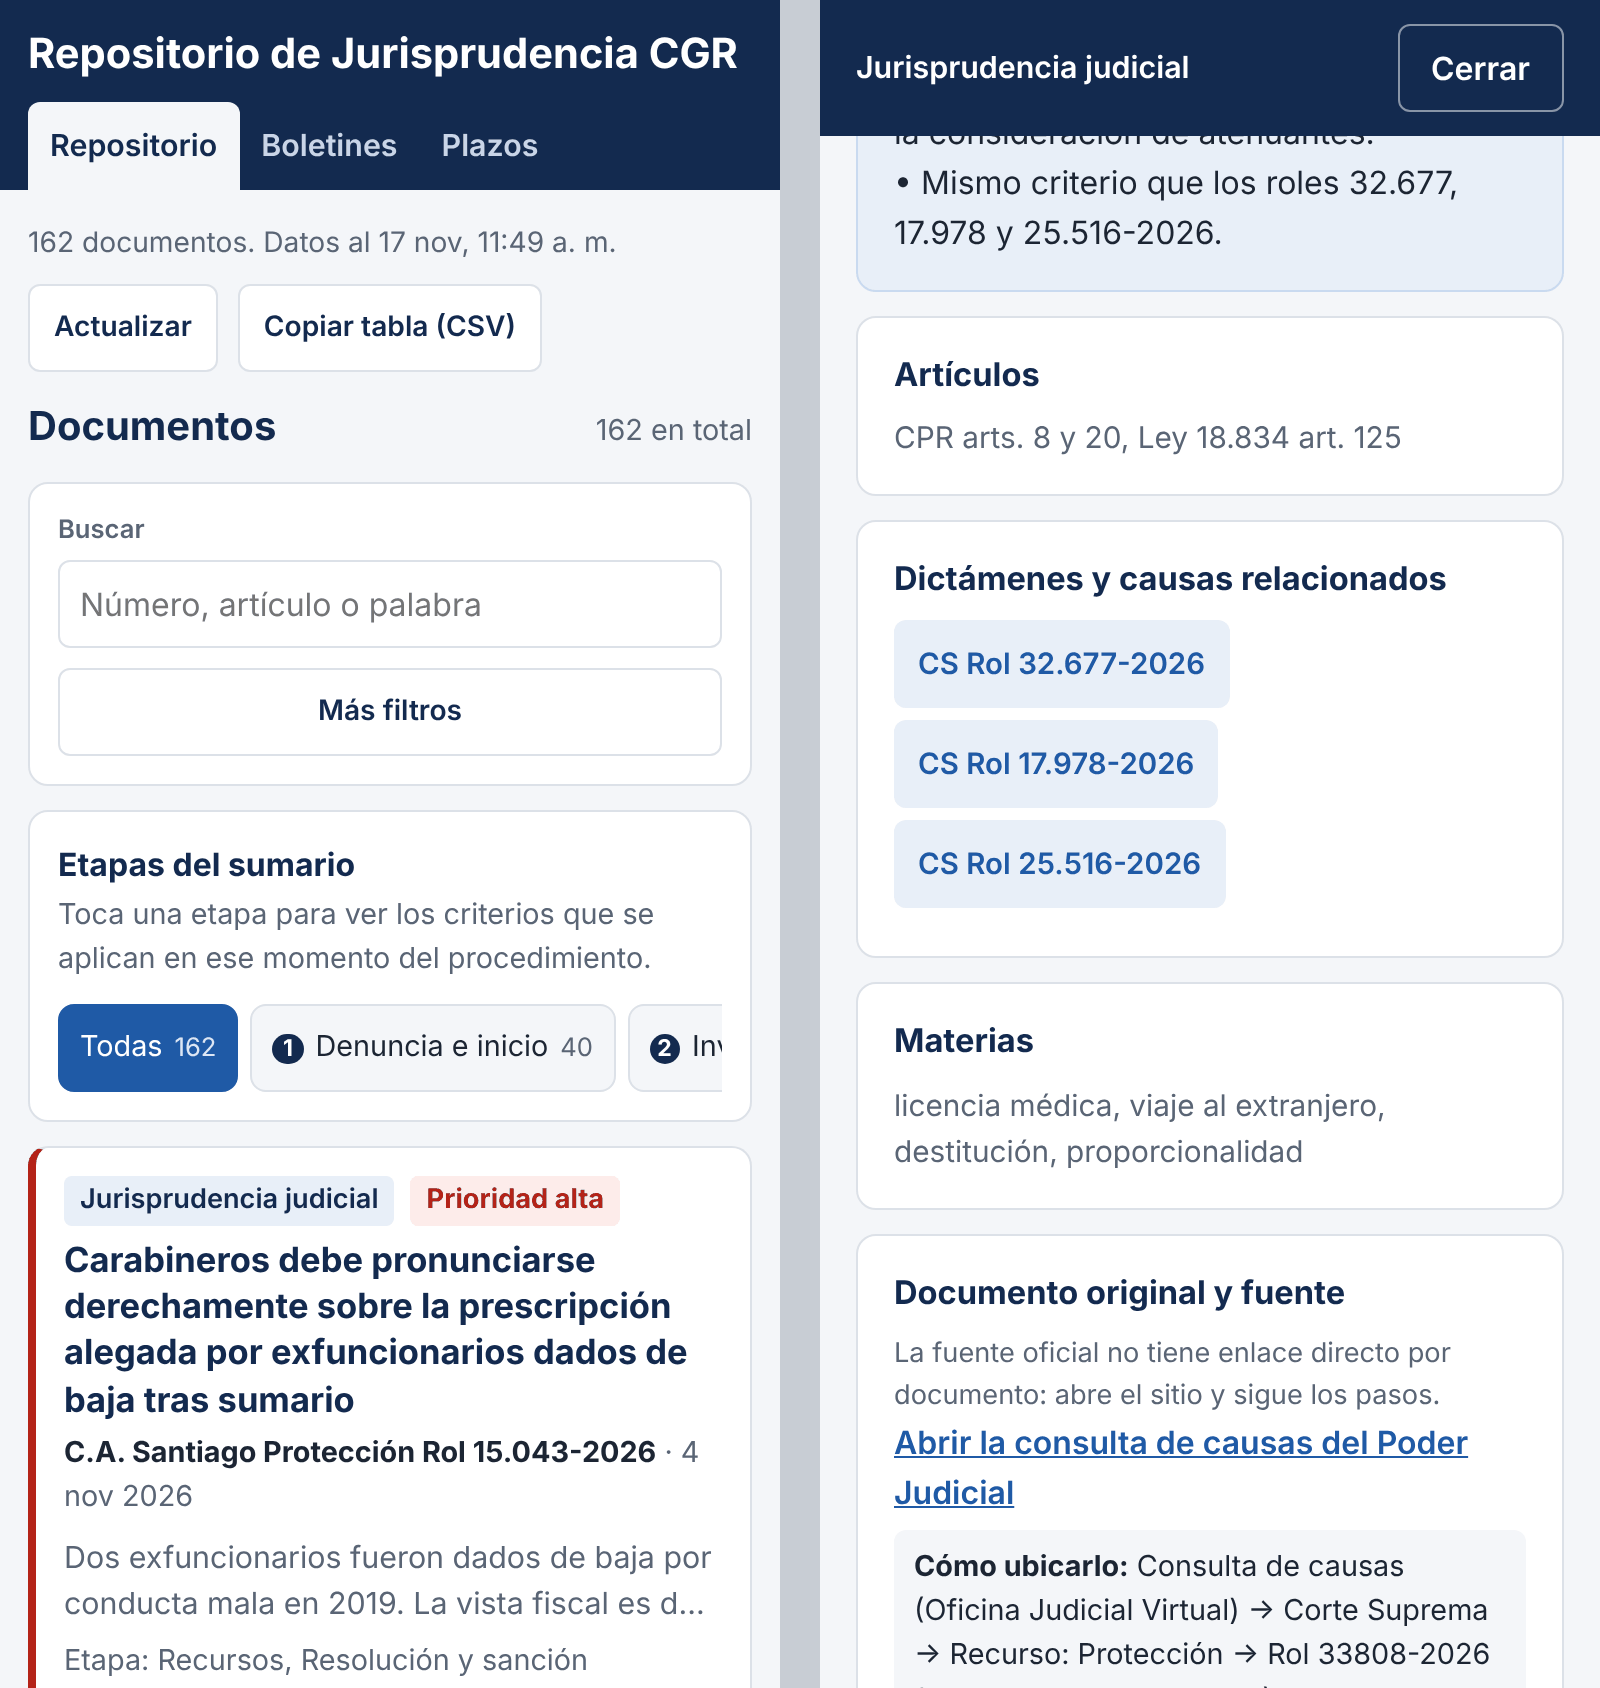 Repositorio de Jurisprudencia CGR
Repositorio
Boletines
Plazos
162 documentos. Datos al 17 nov, 11:49 a. m.
Actualizar
Copiar tabla (CSV)
Documentos
162 en total
Buscar
Número, artículo o palabra
Más filtros
Etapas del sumario
Toca una etapa para ver los criterios que se
aplican en ese momento del procedimiento.
Todas 162
1 Denuncia e inicio 40
2
Jurisprudencia judicial
Prioridad alta
Carabineros debe pronunciarse
derechamente sobre la prescripción
alegada por exfuncionarios dados de
baja tras sumario
C.A. Santiago Protección Rol 15.043-2026 · 4
nov 2026
Dos exfuncionarios fueron dados de baja por
conducta mala en 2019. La vista fiscal es d...
Etapa: Recursos, Resolución y sanción
Jurisprudencia judicial
Cerrar
la consideración de atenuantes.
• Mismo criterio que los roles 32.677,
17.978 y 25.516-2026.
Artículos
CPR arts. 8 y 20, Ley 18.834 art. 125
Dictámenes y causas relacionados
CS Rol 32.677-2026
CS Rol 17.978-2026
CS Rol 25.516-2026
Materias
licencia médica, viaje al extranjero,
destitución, proporcionalidad
Documento original y fuente
La fuente oficial no tiene enlace directo por
documento: abre el sitio y sigue los pasos.
Abrir la consulta de causas del Poder
Judicial
Cómo ubicarlo: Consulta de causas
(Oficina Judicial Virtual) → Corte Suprema
→ Recurso: Protección → Rol 33808-2026